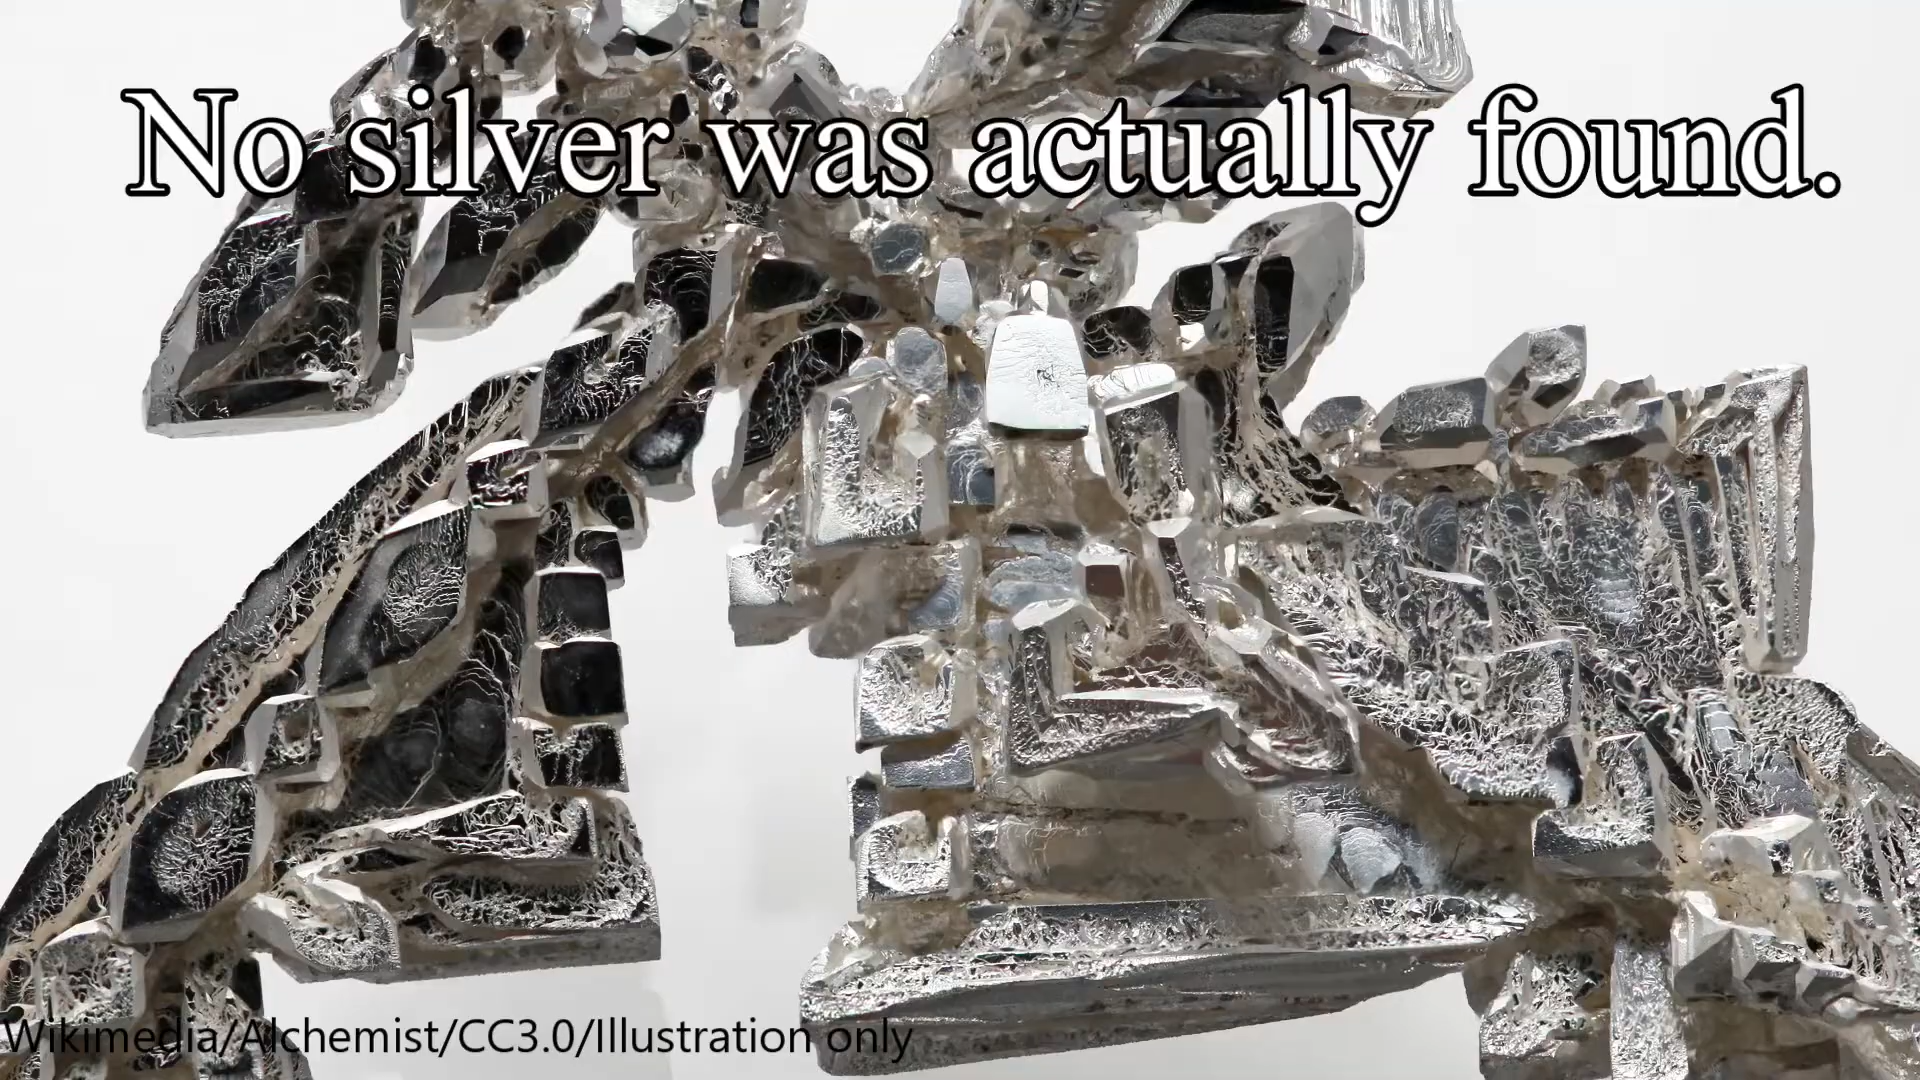 No silver was actually found.
Wikimedia/Alchemist/CC3.0/Illustration only